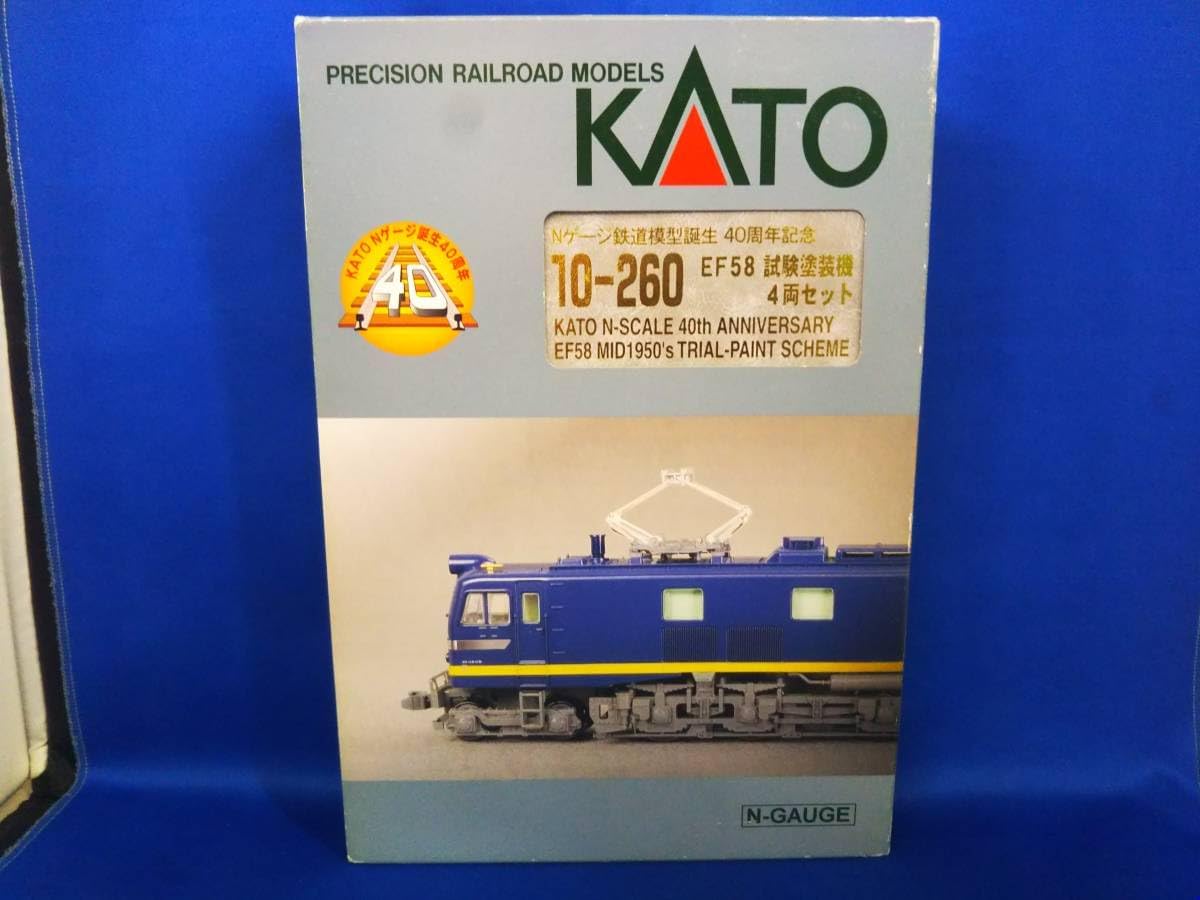 PRECISION RAILROAD MODELS
KATO
KATO Nゲージ誕生40周年
40
Nゲージ鉄道模型誕生 40周年記念
10-260 EF58 試験塗装機
4両セット
KATO N-SCALE 40th ANNIVERSARY
EF58 MID1950's TRIAL-PAINT SCHEME
N-GAUGE